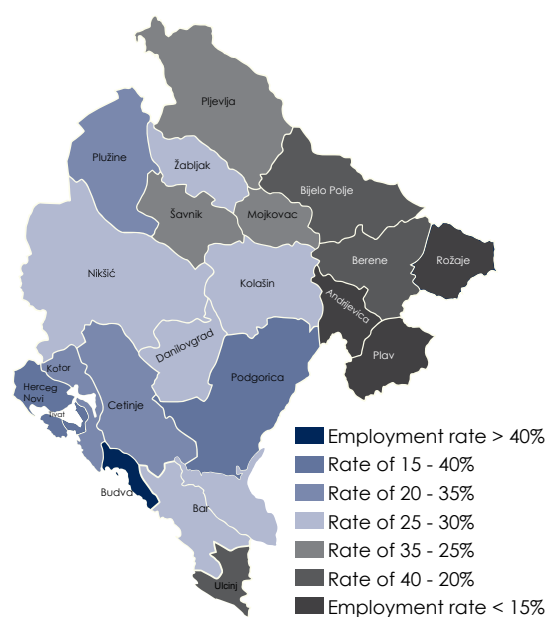 Pljevlja
Plužine
Žabljak
Bijelo Polje
Šavnik
Mojkovac
Berene
Rožaje
Nikšić
Kolašin
Andrijevica
Danilovgrad
Plav
Kotor
Podgorica
Herceg
Novi
Tivat
Cetinje
Budva
Bar
Ulcinj
Employment rate > 40%
Rate of 15 - 40%
Rate of 20 - 35%
Rate of 25 - 30%
Rate of 35 - 25%
Rate of 40 - 20%
Employment rate < 15%